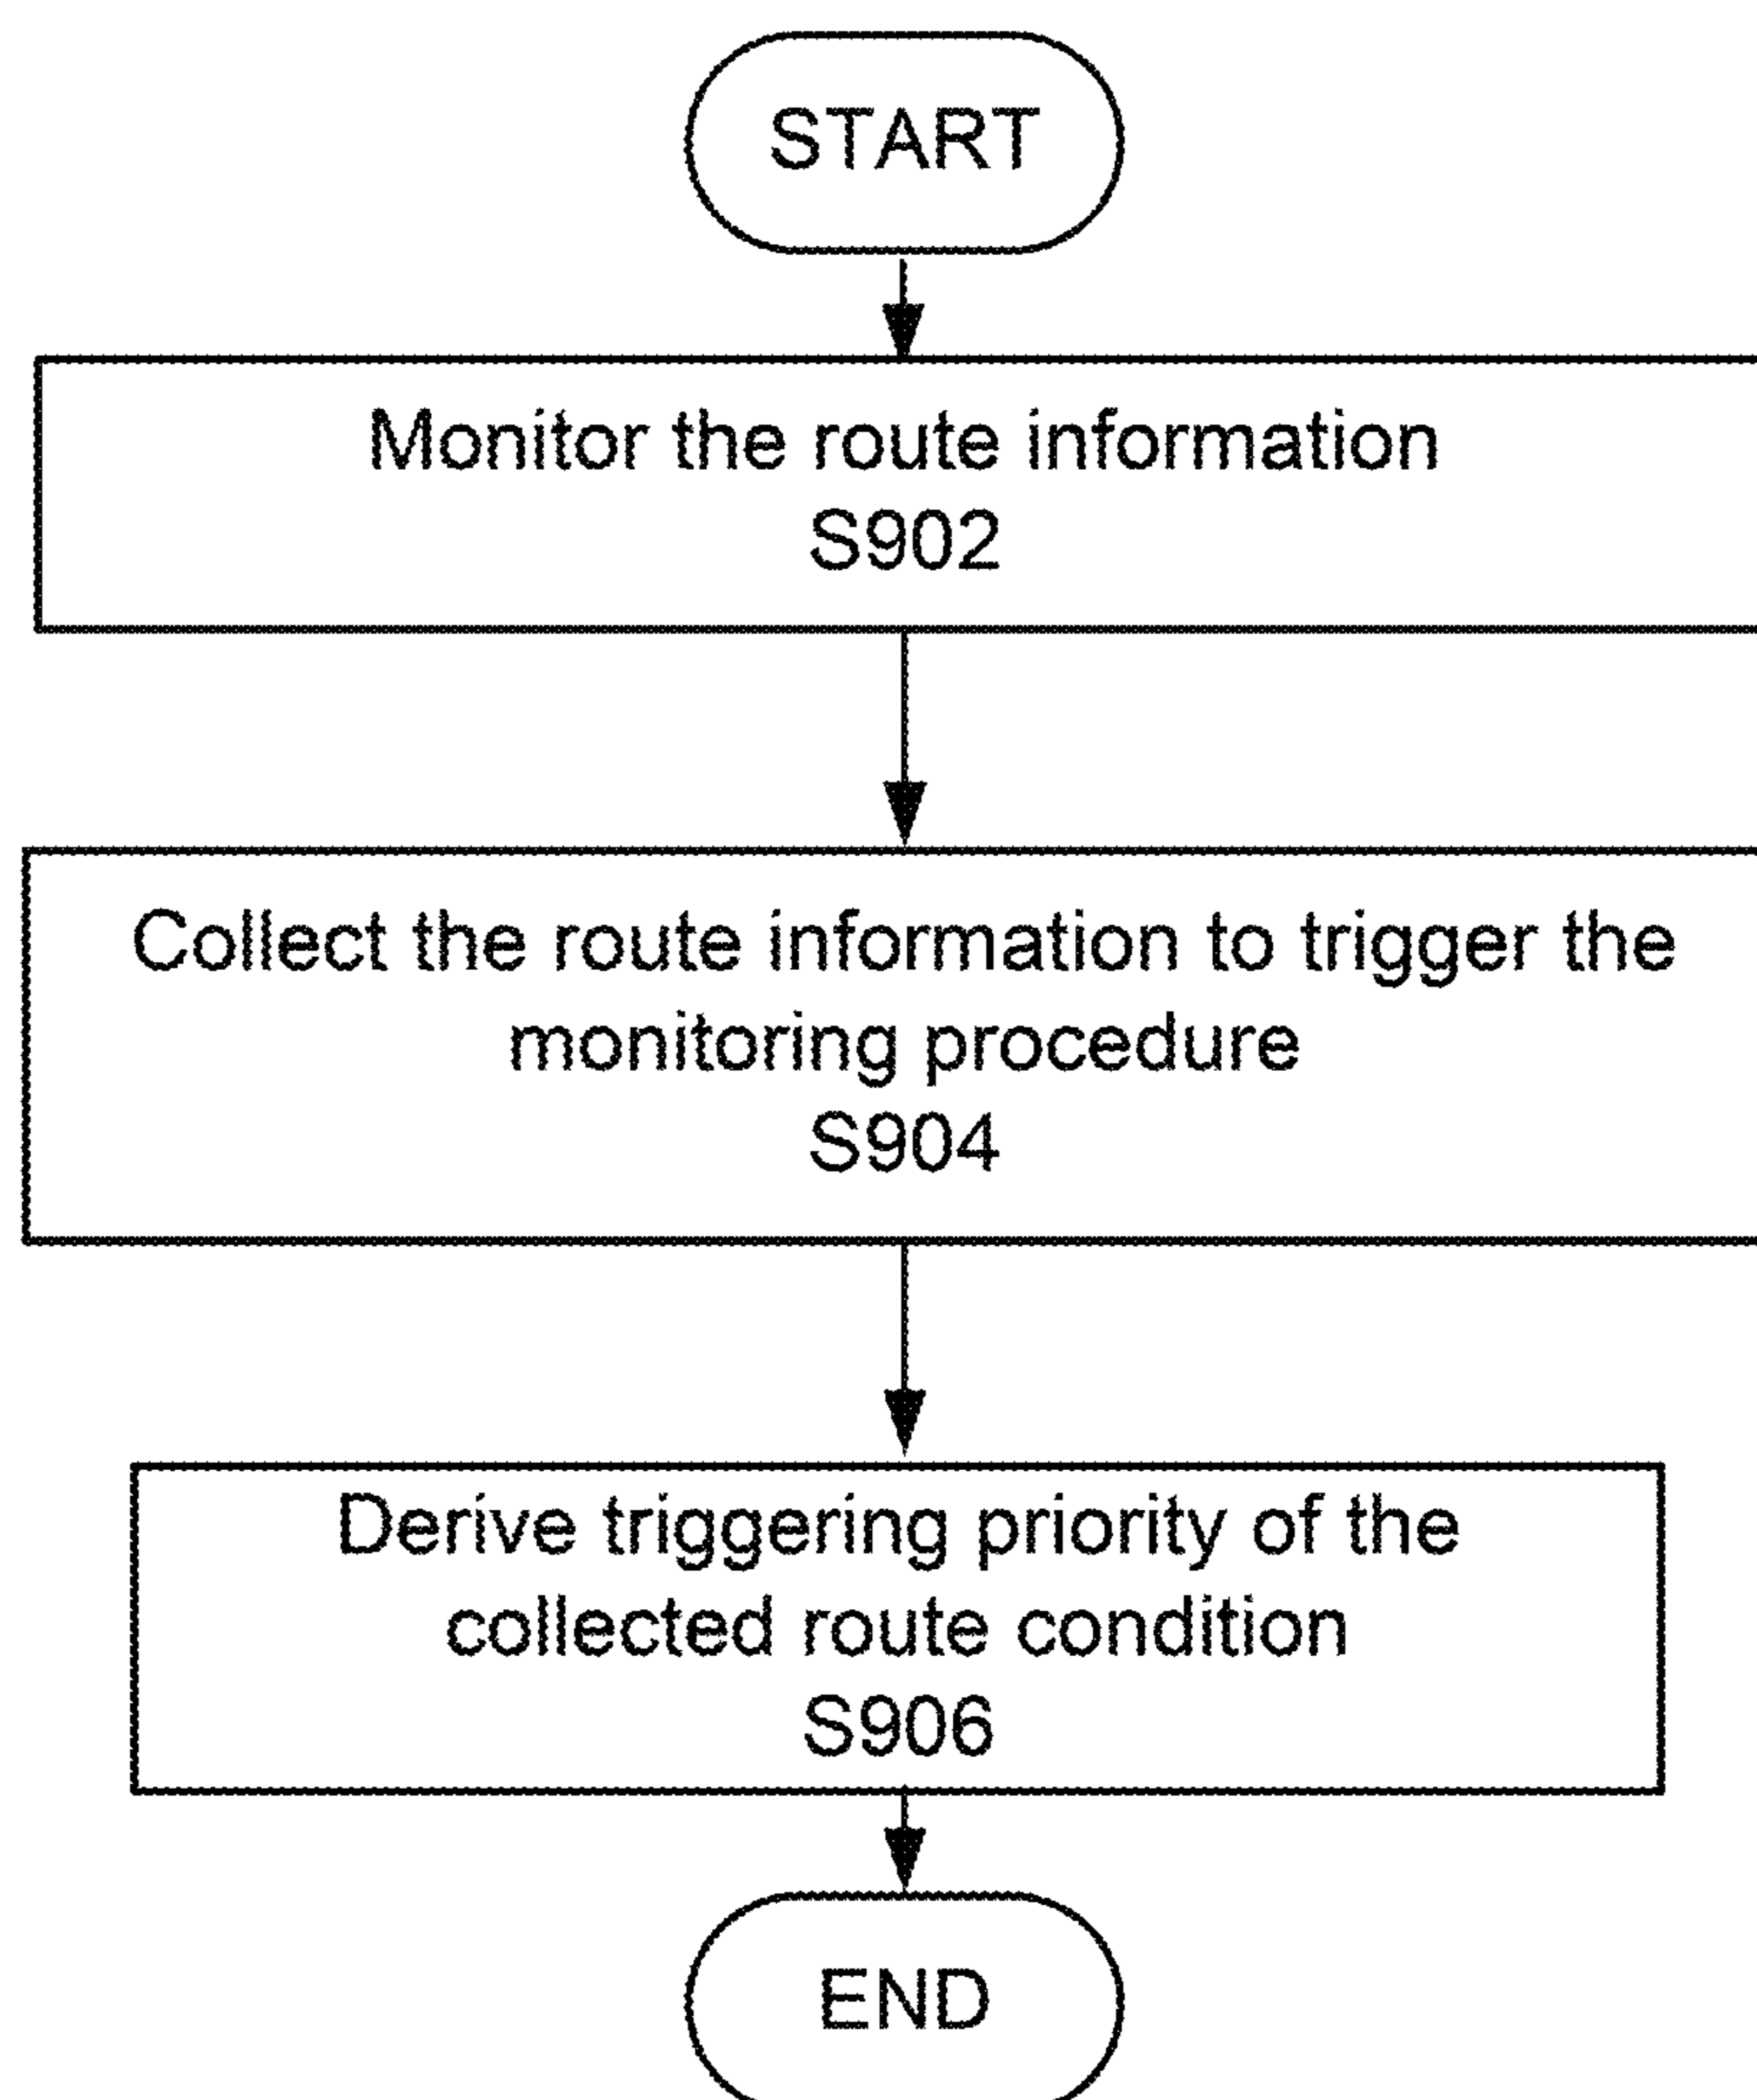 START
Monitor the route information
S902
Collect the route information to trigger the
monitoring procedure
S904
Derive triggering priority of the
collected route condition
S906
END